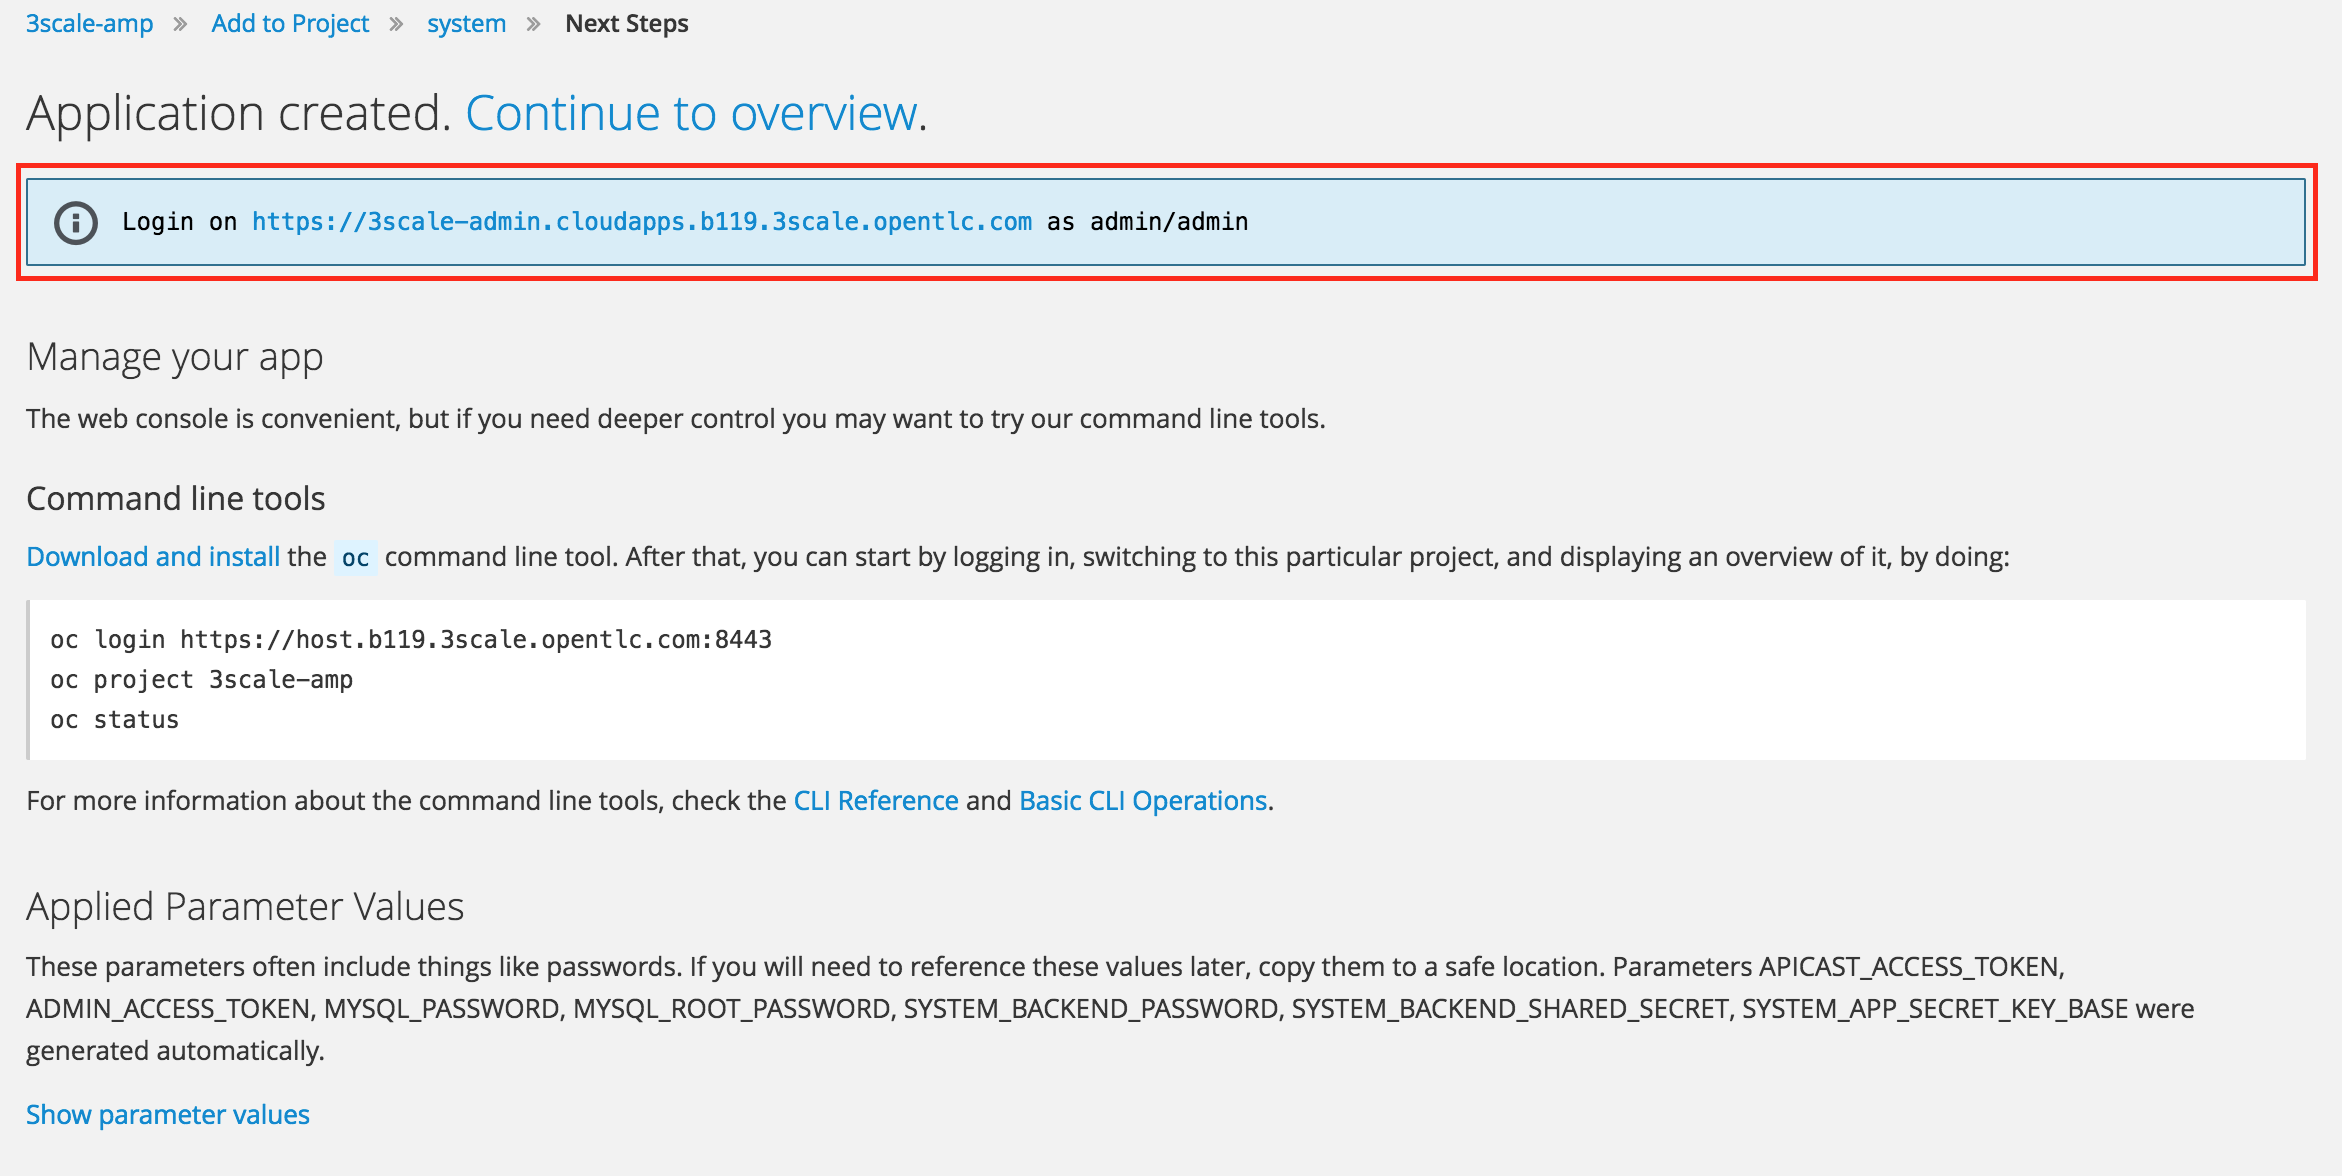 3scale-amp » Add to Project » system » Next Steps
Application created. Continue to overview.
Login on https://3scale-admin.cloudapps.b119.3scale.opentlc.com as admin/admin
Manage your app
The web console is convenient, but if you need deeper control you may want to try our command line tools.
Command line tools
Download and install the oc command line tool. After that, you can start by logging in, switching to this particular project, and displaying an overview of it, by doing:
oc login https://host.b119.3scale.opentlc.com:8443
oc project 3scale-amp
oc status
For more information about the command line tools, check the CLI Reference and Basic CLI Operations.
Applied Parameter Values
These parameters often include things like passwords. If you will need to reference these values later, copy them to a safe location. Parameters APICAST_ACCESS_TOKEN,
ADMIN_ACCESS_TOKEN, MYSQL_PASSWORD, MYSQL_ROOT_PASSWORD, SYSTEM_BACKEND_PASSWORD, SYSTEM_BACKEND_SHARED_SECRET, SYSTEM_APP_SECRET_KEY_BASE were
generated automatically.
Show parameter values